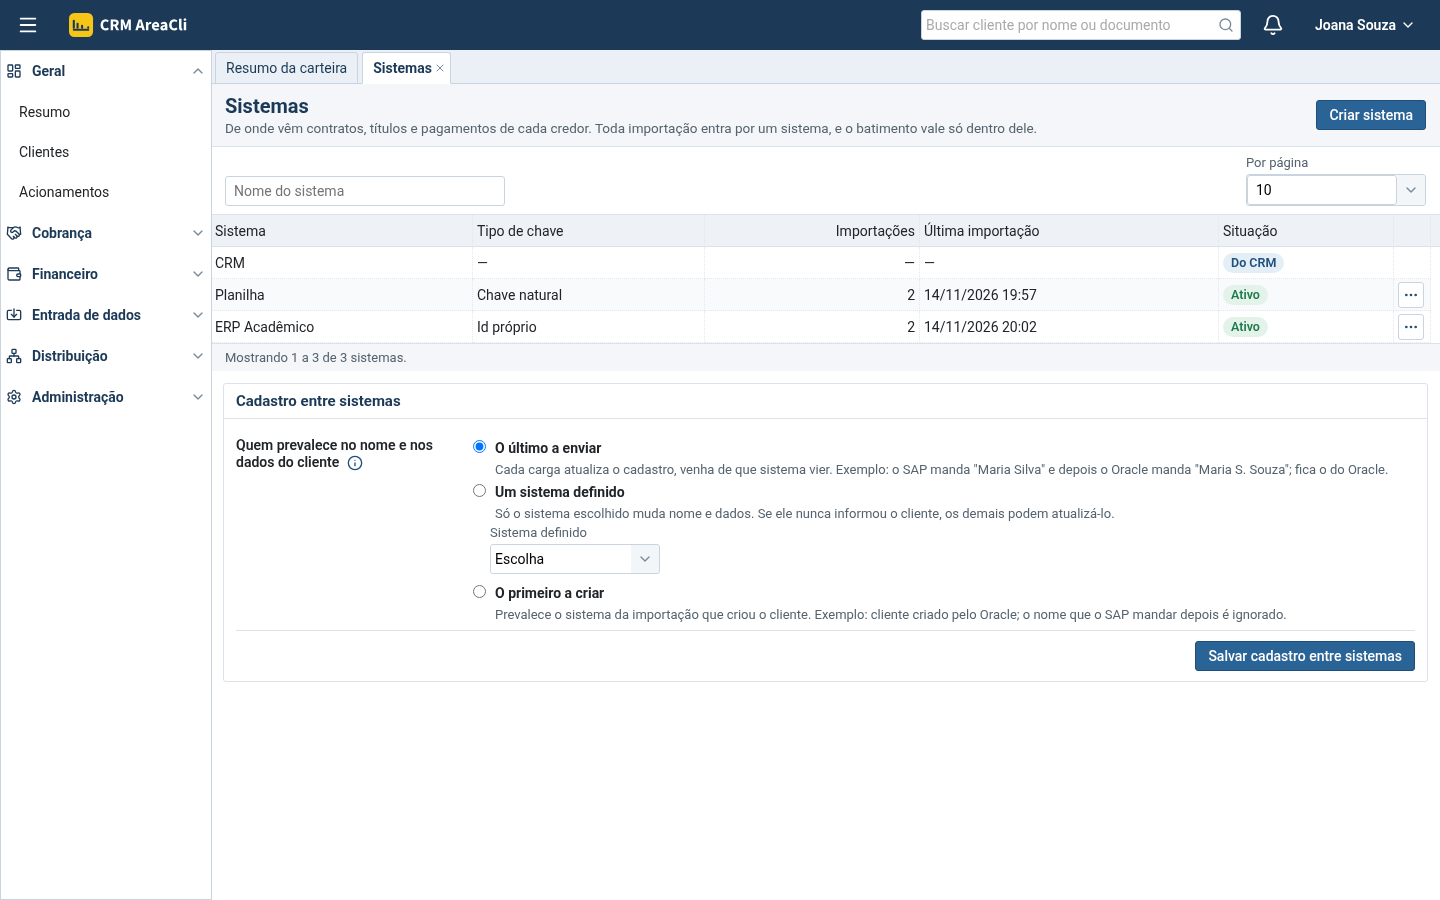 CRM AreaCli
Buscar cliente por nome ou documento
Joana Souza
Geral
Resumo
Clientes
Acionamentos
Cobrança
Financeiro
Entrada de dados
Distribuição
Administração
Resumo da carteira
Sistemas
Sistemas
De onde vêm contratos, títulos e pagamentos de cada credor. Toda importação entra por um sistema, e o batimento vale só dentro dele.
Criar sistema
Por página
Nome do sistema
10
Sistema Tipo de chave Importações Última importação Situação
CRM — — — Do CRM
Planilha Chave natural 2 14/11/2026 19:57 Ativo
ERP Acadêmico Id próprio 2 14/11/2026 20:02 Ativo
Mostrando 1 a 3 de 3 sistemas.
Cadastro entre sistemas
Quem prevalece no nome e nos
dados do cliente
O último a enviar
Cada carga atualiza o cadastro, venha de que sistema vier. Exemplo: o SAP manda "Maria Silva" e depois o Oracle manda "Maria S. Souza"; fica o do Oracle.
Um sistema definido
Só o sistema escolhido muda nome e dados. Se ele nunca informou o cliente, os demais podem atualizá-lo.
Sistema definido
Escolha
O primeiro a criar
Prevalece o sistema da importação que criou o cliente. Exemplo: cliente criado pelo Oracle; o nome que o SAP mandar depois é ignorado.
Salvar cadastro entre sistemas